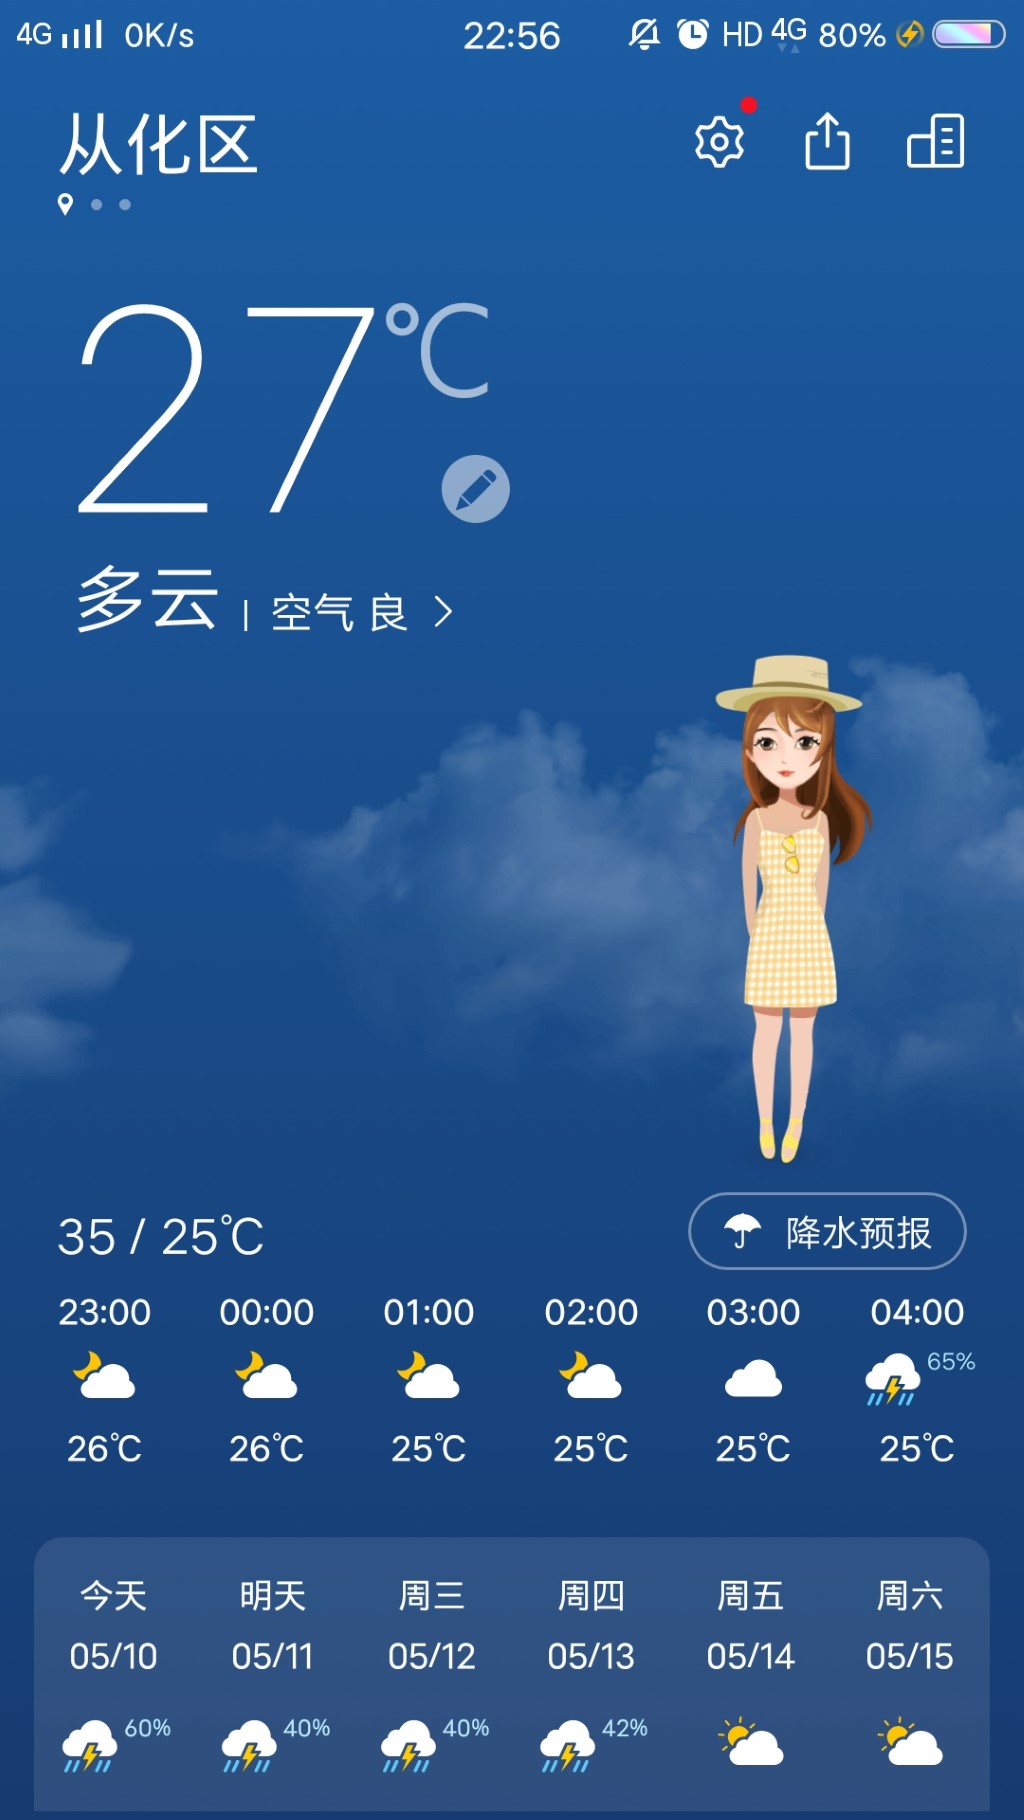 4G 0K/s 22:56 HD 4G 80%
从化区
27℃
多云 | 空气 良
35 / 25℃ 降水预报
23:00 00:00 01:00 02:00 03:00 04:00
65%
26℃ 26℃ 25℃ 25℃ 25℃ 25℃
今天 明天 周三 周四 周五 周六
05/10 05/11 05/12 05/13 05/14 05/15
60% 40% 40% 42%